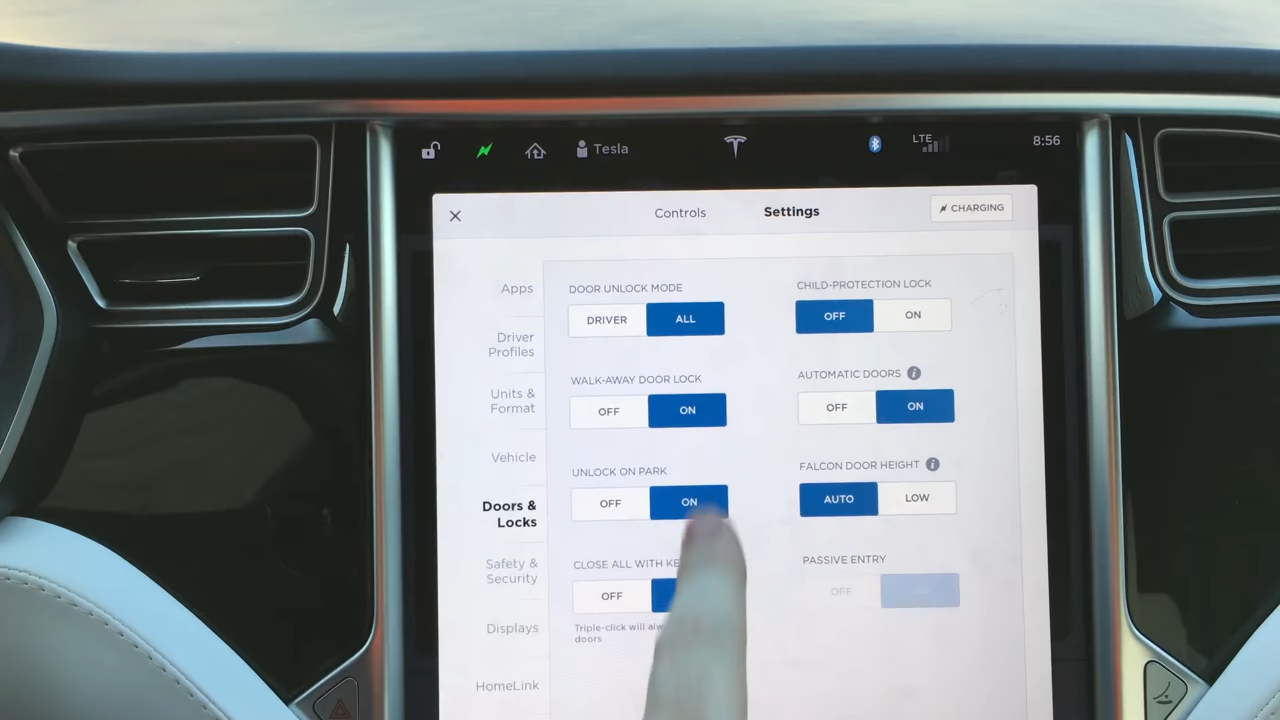 Tesla
LTE
8:56
Controls
Settings
CHARGING
Apps
Driver
Profiles
Units &
Format
Vehicle
Doors &
Locks
Safety &
Security
Displays
HomeLink
DOOR UNLOCK MODE
DRIVER ALL
WALK-AWAY DOOR LOCK
OFF ON
UNLOCK ON PARK
OFF ON
CLOSE ALL WITH
OFF
Triple-click will
doors
CHILD-PROTECTION LOCK
OFF ON
AUTOMATIC DOORS
OFF ON
FALCON DOOR HEIGHT
AUTO LOW
PASSIVE ENTRY
OFF